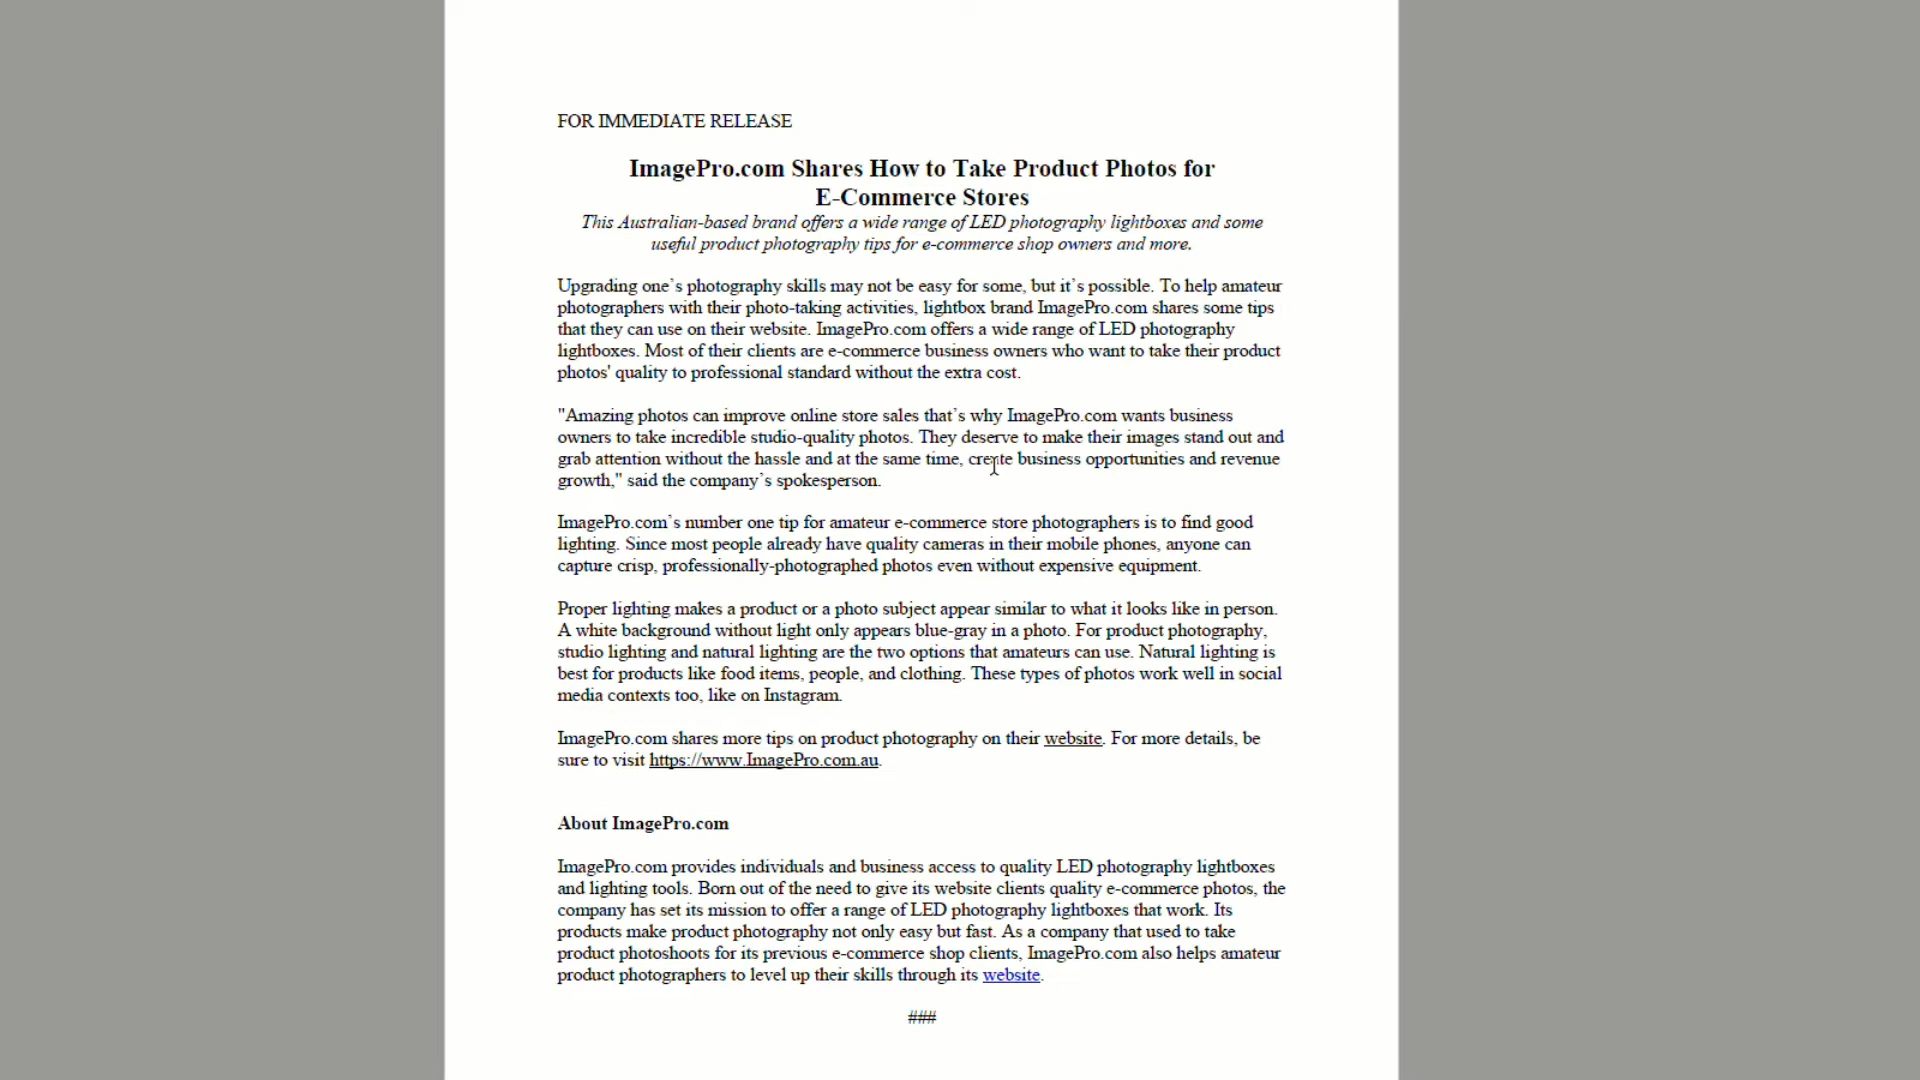 FOR IMMEDIATE RELEASE
ImagePro.com Shares How to Take Product Photos for
E-Commerce Stores
This Australian-based brand offers a wide range of LED photography lightboxes and some
useful product photography tips for e-commerce shop owners and more.
Upgrading one’s photography skills may not be easy for some, but it’s possible. To help amateur
photographers with their photo-taking activities, lightbox brand ImagePro.com shares some tips
that they can use on their website. ImagePro.com offers a wide range of LED photography
lightboxes. Most of their clients are e-commerce business owners who want to take their product
photos' quality to professional standard without the extra cost.
"Amazing photos can improve online store sales that’s why ImagePro.com wants business
owners to take incredible studio-quality photos. They deserve to make their images stand out and
grab attention without the hassle and at the same time, create business opportunities and revenue
growth," said the company’s spokesperson.
ImagePro.com’s number one tip for amateur e-commerce store photographers is to find good
lighting. Since most people already have quality cameras in their mobile phones, anyone can
capture crisp, professionally-photographed photos even without expensive equipment.
Proper lighting makes a product or a photo subject appear similar to what it looks like in person.
A white background without light only appears blue-gray in a photo. For product photography,
studio lighting and natural lighting are the two options that amateurs can use. Natural lighting is
best for products like food items, people, and clothing. These types of photos work well in social
media contexts too, like on Instagram.
ImagePro.com shares more tips on product photography on their website. For more details, be
sure to visit https://www.ImagePro.com.au.
About ImagePro.com
ImagePro.com provides individuals and business access to quality LED photography lightboxes
and lighting tools. Born out of the need to give its website clients quality e-commerce photos, the
company has set its mission to offer a range of LED photography lightboxes that work. Its
products make product photography not only easy but fast. As a company that used to take
product photoshoots for its previous e-commerce shop clients, ImagePro.com also helps amateur
product photographers to level up their skills through its website.
###